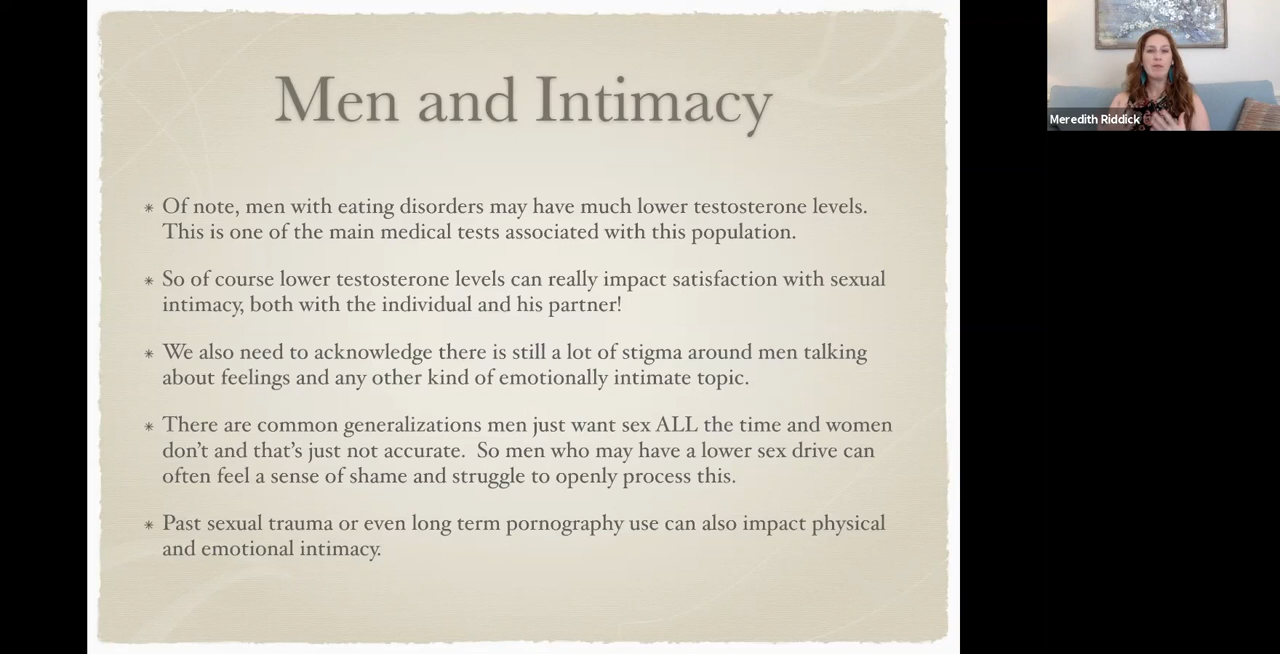 Men and Intimacy
Of note, men with eating disorders may have much lower testosterone levels.
This is one of the main medical tests associated with this population.
So of course lower testosterone levels can really impact satisfaction with sexual
intimacy, both with the individual and his partner!
We also need to acknowledge there is still a lot of stigma around men talking
about feelings and any other kind of emotionally intimate topic.
There are common generalizations men just want sex ALL the time and women
don't and that's just not accurate.  So men who may have a lower sex drive can
often feel a sense of shame and struggle to openly process this.
Past sexual trauma or even long term pornography use can also impact physical
and emotional intimacy.
Meredith Riddick